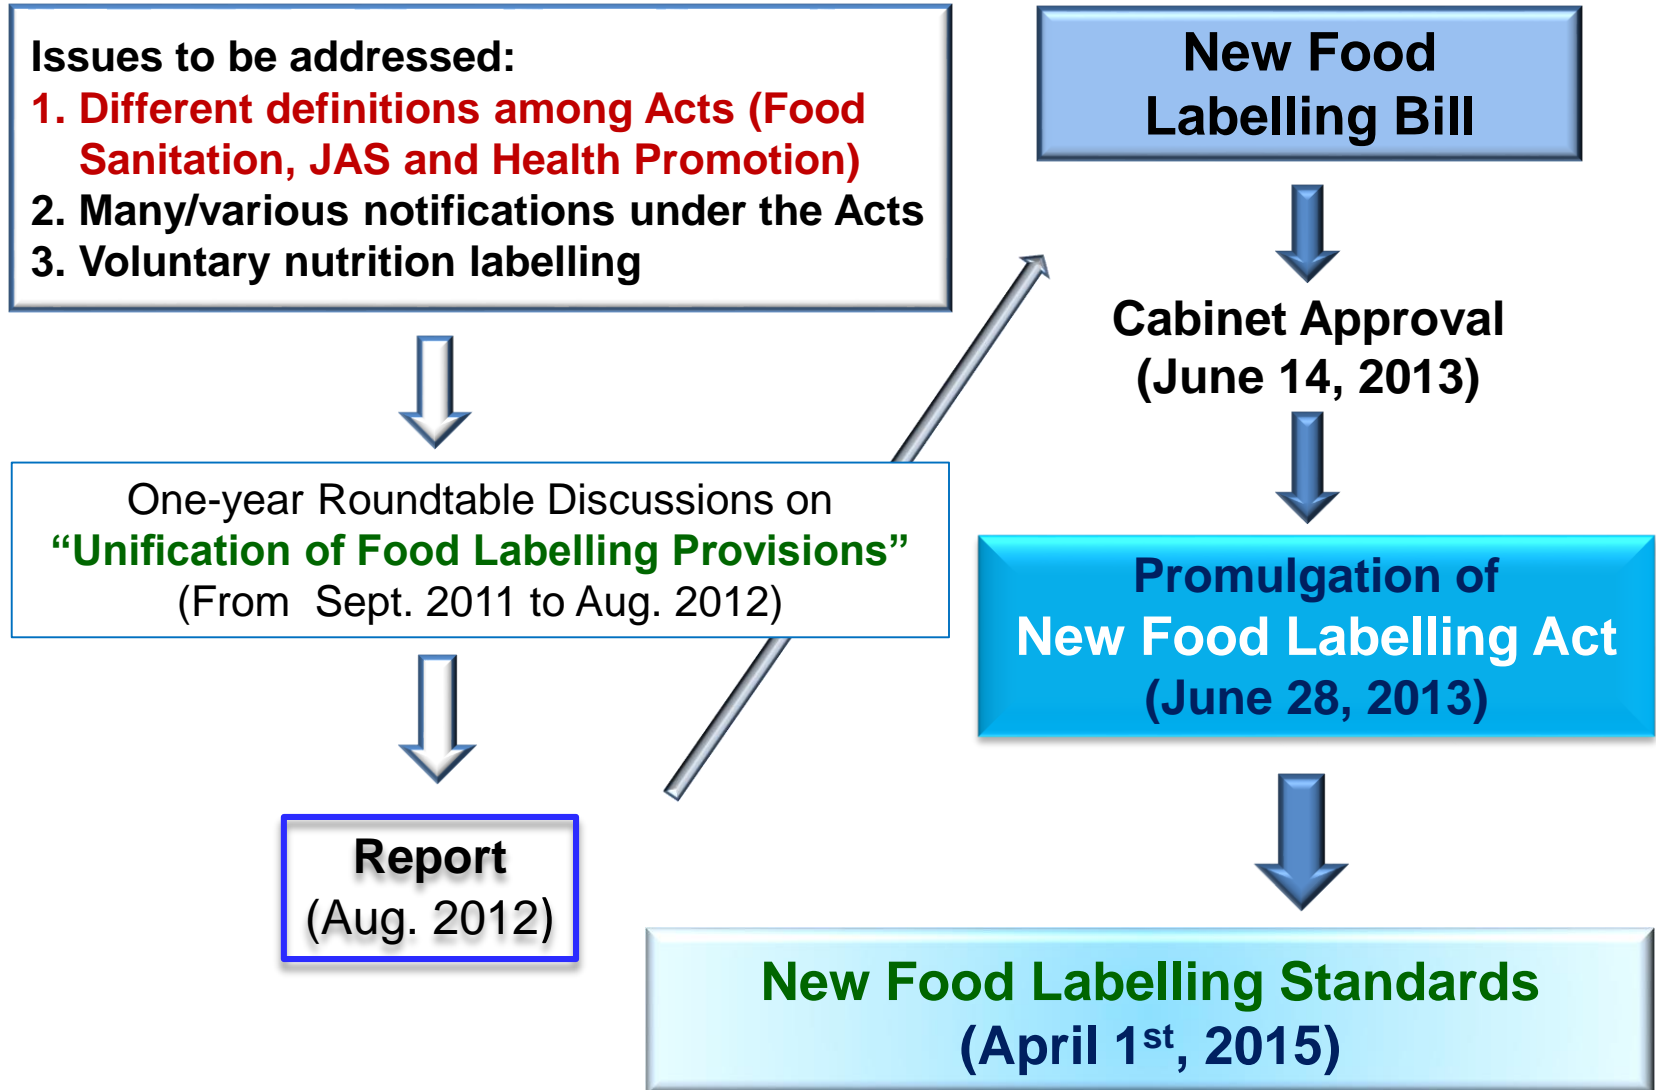 Issues to be addressed:
1. Different definitions among Acts (Food
Sanitation, JAS and Health Promotion)
2. Many/various notifications under the Acts
3. Voluntary nutrition labelling
One-year Roundtable Discussions on
“Unification of Food Labelling Provisions”
(From Sept. 2011 to Aug. 2012)
Report
(Aug. 2012)
New Food
Labelling Bill
Cabinet Approval
(June 14, 2013)
Promulgation of
New Food Labelling Act
(June 28, 2013)
New Food Labelling Standards
(April 1st, 2015)